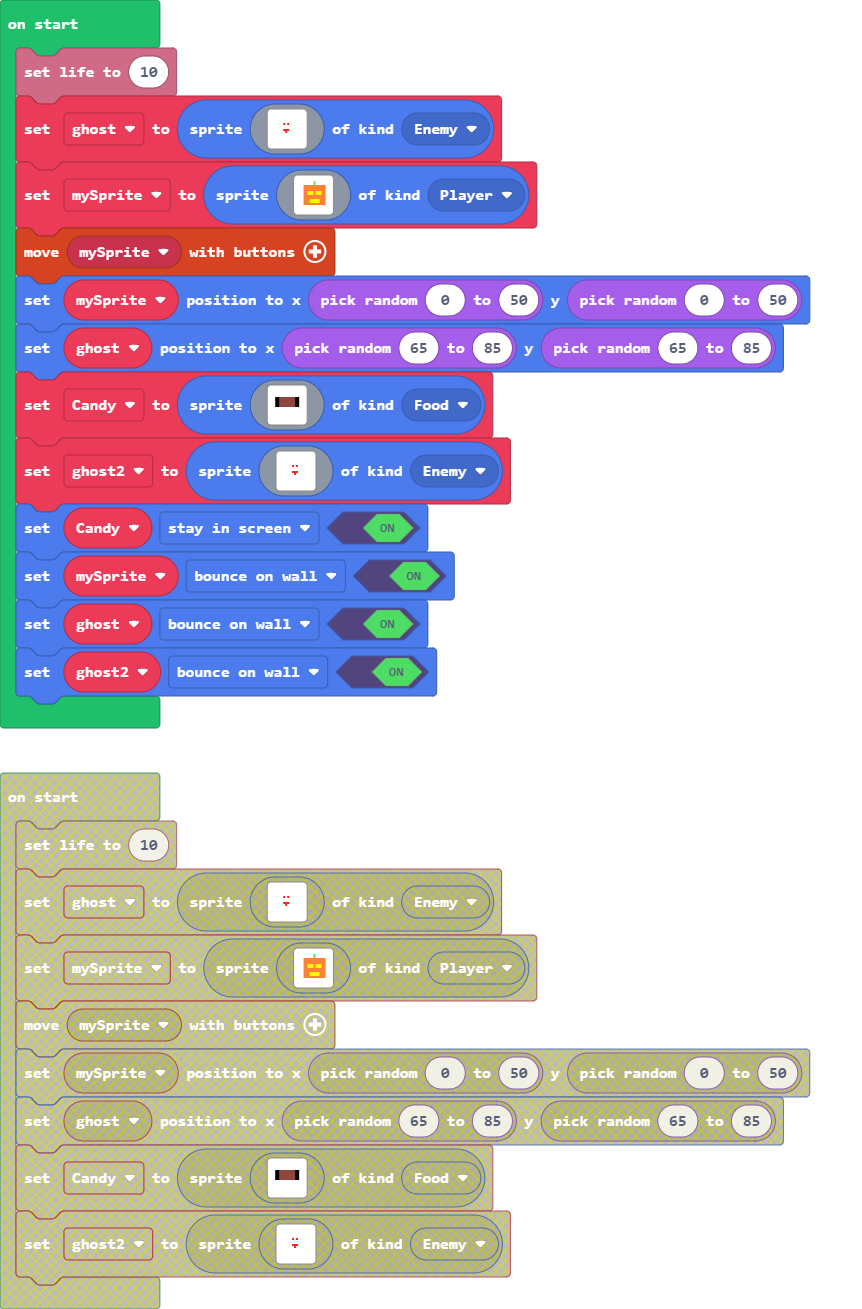 on start
set life to 10
set ghost to sprite of kind Enemy
set mySprite to sprite of kind Player
move mySprite with buttons
set mySprite position to x pick random 0 to 50 y pick random 0 to 50
set ghost position to x pick random 65 to 85 y pick random 65 to 85
set Candy to sprite of kind Food
set ghost2 to sprite of kind Enemy
set Candy stay in screen ON
set mySprite bounce on wall ON
set ghost bounce on wall ON
set ghost2 bounce on wall ON
on start
set life to 10
set ghost to sprite of kind Enemy
set mySprite to sprite of kind Player
move mySprite with buttons
set mySprite position to x pick random 0 to 50 y pick random 0 to 50
set ghost position to x pick random 65 to 85 y pick random 65 to 85
set Candy to sprite of kind Food
set ghost2 to sprite of kind Enemy